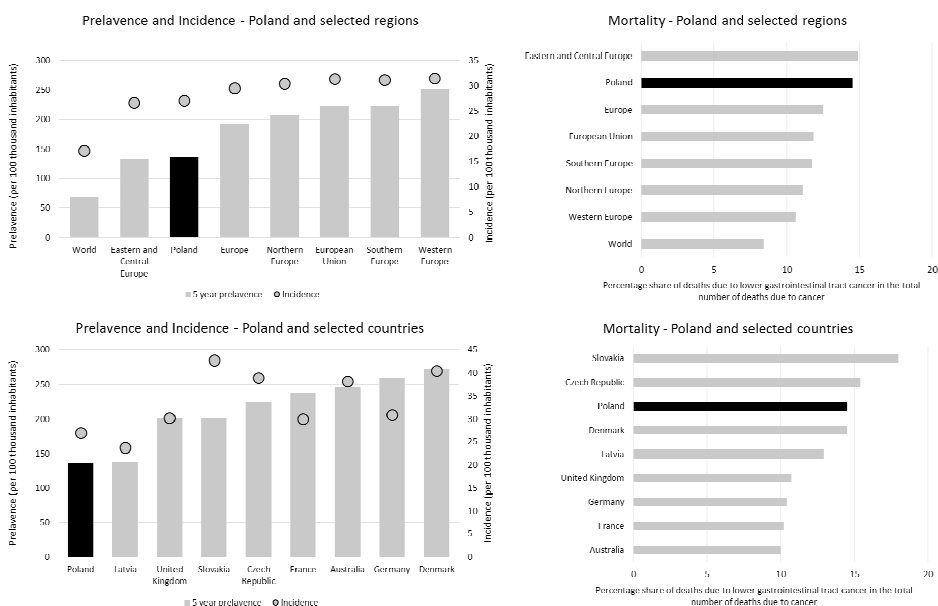 Prelavence and Incidence - Poland and selected regions
Prelavence (per 100 thousand inhabitants)
300
250
200
150
100
50
0
35
30
25
20
15
10
5
0
Incidence (per 100 thousand inhabitants)
World
Eastern and
Central
Europe
Poland
Europe
Northern
Europe
European
Union
Southern
Europe
Western
Europe
5 year prelavence
Incidence
Mortality - Poland and selected regions
Eastern and Central Europe
Poland
Europe
European Union
Southern Europe
Northern Europe
Western Europe
World
0 5 10 15 20
Percentage share of deaths due to lower gastrointestinal tract cancer in the total
number of deaths due to cancer
Prelavence and Incidence - Poland and selected countries
Prelavence (per 100 thousand inhabitants)
300
250
200
150
100
50
0
45
40
35
30
25
20
15
10
5
0
Incidence (per 100 thousand inhabitants)
Poland
Latvia
United
Kingdom
Slovakia
Czech
Republic
France
Australia
Germany
Denmark
5 year prelavence
Incidence
Mortality - Poland and selected countries
Slovakia
Czech Republic
Poland
Denmark
Latvia
United Kingdom
Germany
France
Australia
0 5 10 15 20
Percentage share of deaths due to lower gastrointestinal tract cancer in the total
number of deaths due to cancer